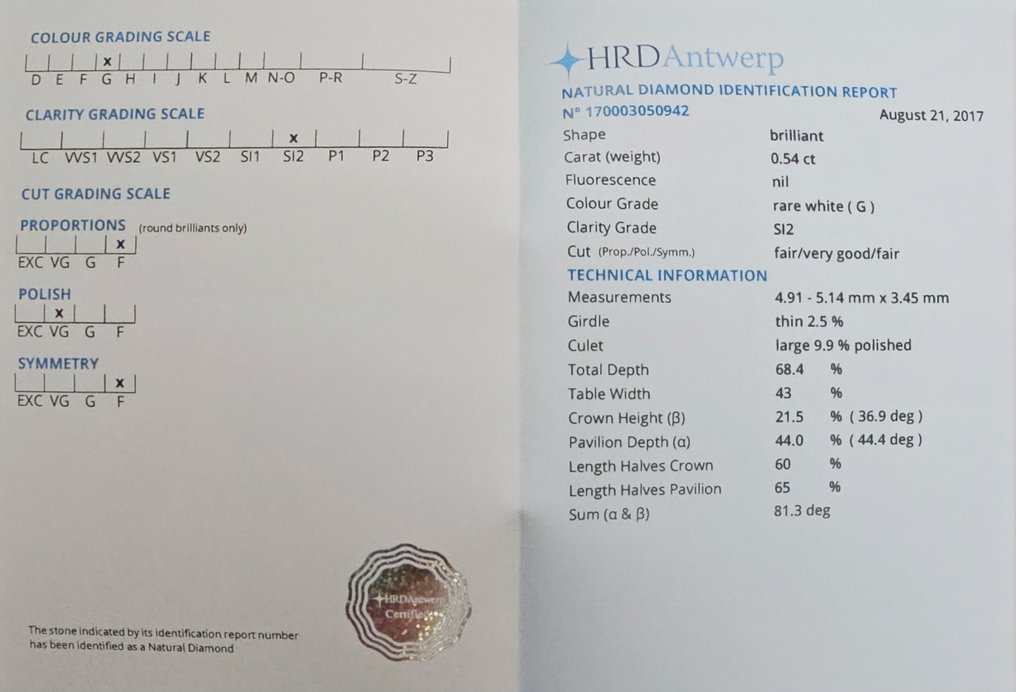 COLOUR GRADING SCALE
x
D E F G H I J K L M N-O P-R S-Z
CLARITY GRADING SCALE
x
LC VVS1 VVS2 VS1 VS2 SI1 SI2 P1 P2 P3
CUT GRADING SCALE
PROPORTIONS (round brilliants only)
x
EXC VG G F
POLISH
x
EXC VG G F
SYMMETRY
x
EXC VG G F
HRDAntwerp
Certified
The stone indicated by its identification report number
has been identified as a Natural Diamond
HRDAntwerp
NATURAL DIAMOND IDENTIFICATION REPORT
N° 170003050942 August 21, 2017
Shape brilliant
Carat (weight) 0.54 ct
Fluorescence nil
Colour Grade rare white ( G )
Clarity Grade SI2
Cut (Prop./Pol./Symm.) fair/very good/fair
TECHNICAL INFORMATION
Measurements 4.91 - 5.14 mm x 3.45 mm
Girdle thin 2.5 %
Culet large 9.9 % polished
Total Depth 68.4 %
Table Width 43 %
Crown Height (β) 21.5 % ( 36.9 deg )
Pavilion Depth (α) 44.0 % ( 44.4 deg )
Length Halves Crown 60 %
Length Halves Pavilion 65 %
Sum (α & β) 81.3 deg